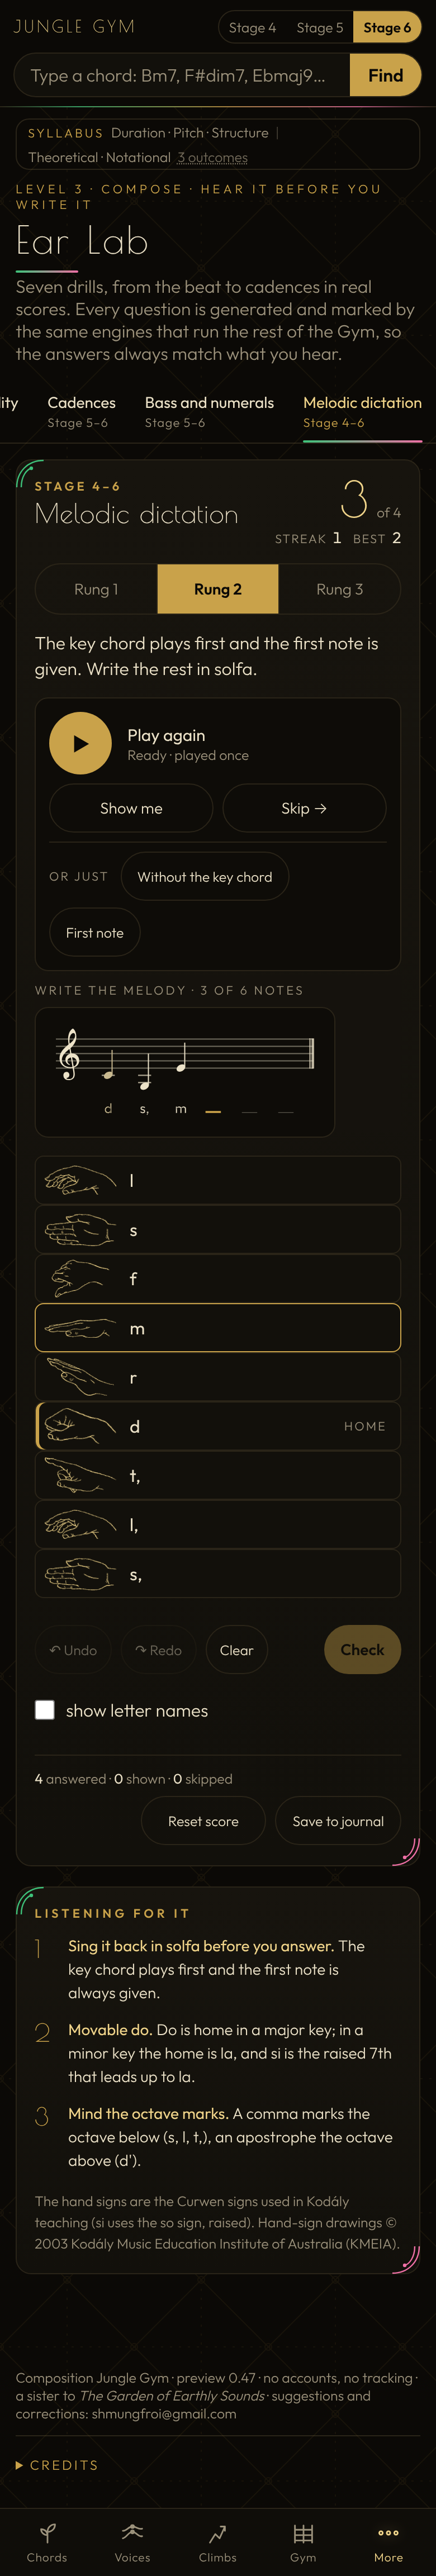 JUNGLE GYM
Stage 4 Stage 5 Stage 6
Type a chord: Bm7, F#dim7, Ebmaj9... Find
SYLLABUS Duration · Pitch · Structure |
Theoretical · Notational 3 outcomes
LEVEL 3 · COMPOSE · HEAR IT BEFORE YOU
WRITE IT
Ear Lab
Seven drills, from the beat to cadences in real
scores. Every question is generated and marked by
the same engines that run the rest of the Gym, so
the answers always match what you hear.
lity Cadences Bass and numerals Melodic dictation
Stage 5–6 Stage 5–6 Stage 4–6
STAGE 4–6
Melodic dictation
3 of 4
STREAK 1 BEST 2
Rung 1 Rung 2 Rung 3
The key chord plays first and the first note is
given. Write the rest in solfa.
Play again
Ready · played once
Show me Skip →
OR JUST Without the key chord
First note
WRITE THE MELODY · 3 OF 6 NOTES
d s, m
l
s
f
m
r
d HOME
t,
l,
s,
↶ Undo ↷ Redo Clear Check
show letter names
4 answered · 0 shown · 0 skipped
Reset score Save to journal
LISTENING FOR IT
1 Sing it back in solfa before you answer. The
key chord plays first and the first note is
always given.
2 Movable do. Do is home in a major key; in a
minor key the home is la, and si is the raised 7th
that leads up to la.
3 Mind the octave marks. A comma marks the
octave below (s, l, t,), an apostrophe the octave
above (d').
The hand signs are the Curwen signs used in Kodály
teaching (si uses the so sign, raised). Hand-sign drawings ©
2003 Kodály Music Education Institute of Australia (KMEIA).
Composition Jungle Gym · preview 0.47 · no accounts, no tracking ·
a sister to The Garden of Earthly Sounds · suggestions and
corrections: shmungfroi@gmail.com
▶ CREDITS
Chords Voices Climbs Gym More